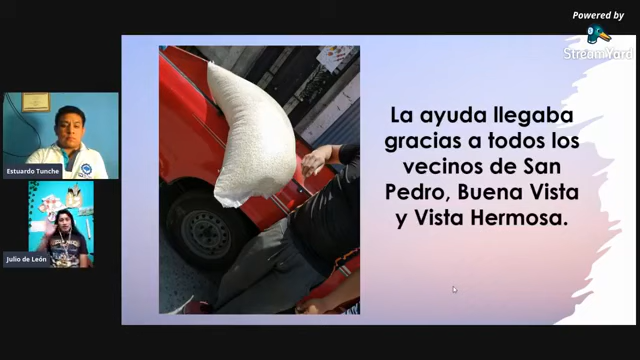 Powered by
StreamYard
La ayuda llegaba
gracias a todos los
vecinos de San
Pedro, Buena Vista
y Vista Hermosa.
Estuardo Tunche
Julio de León